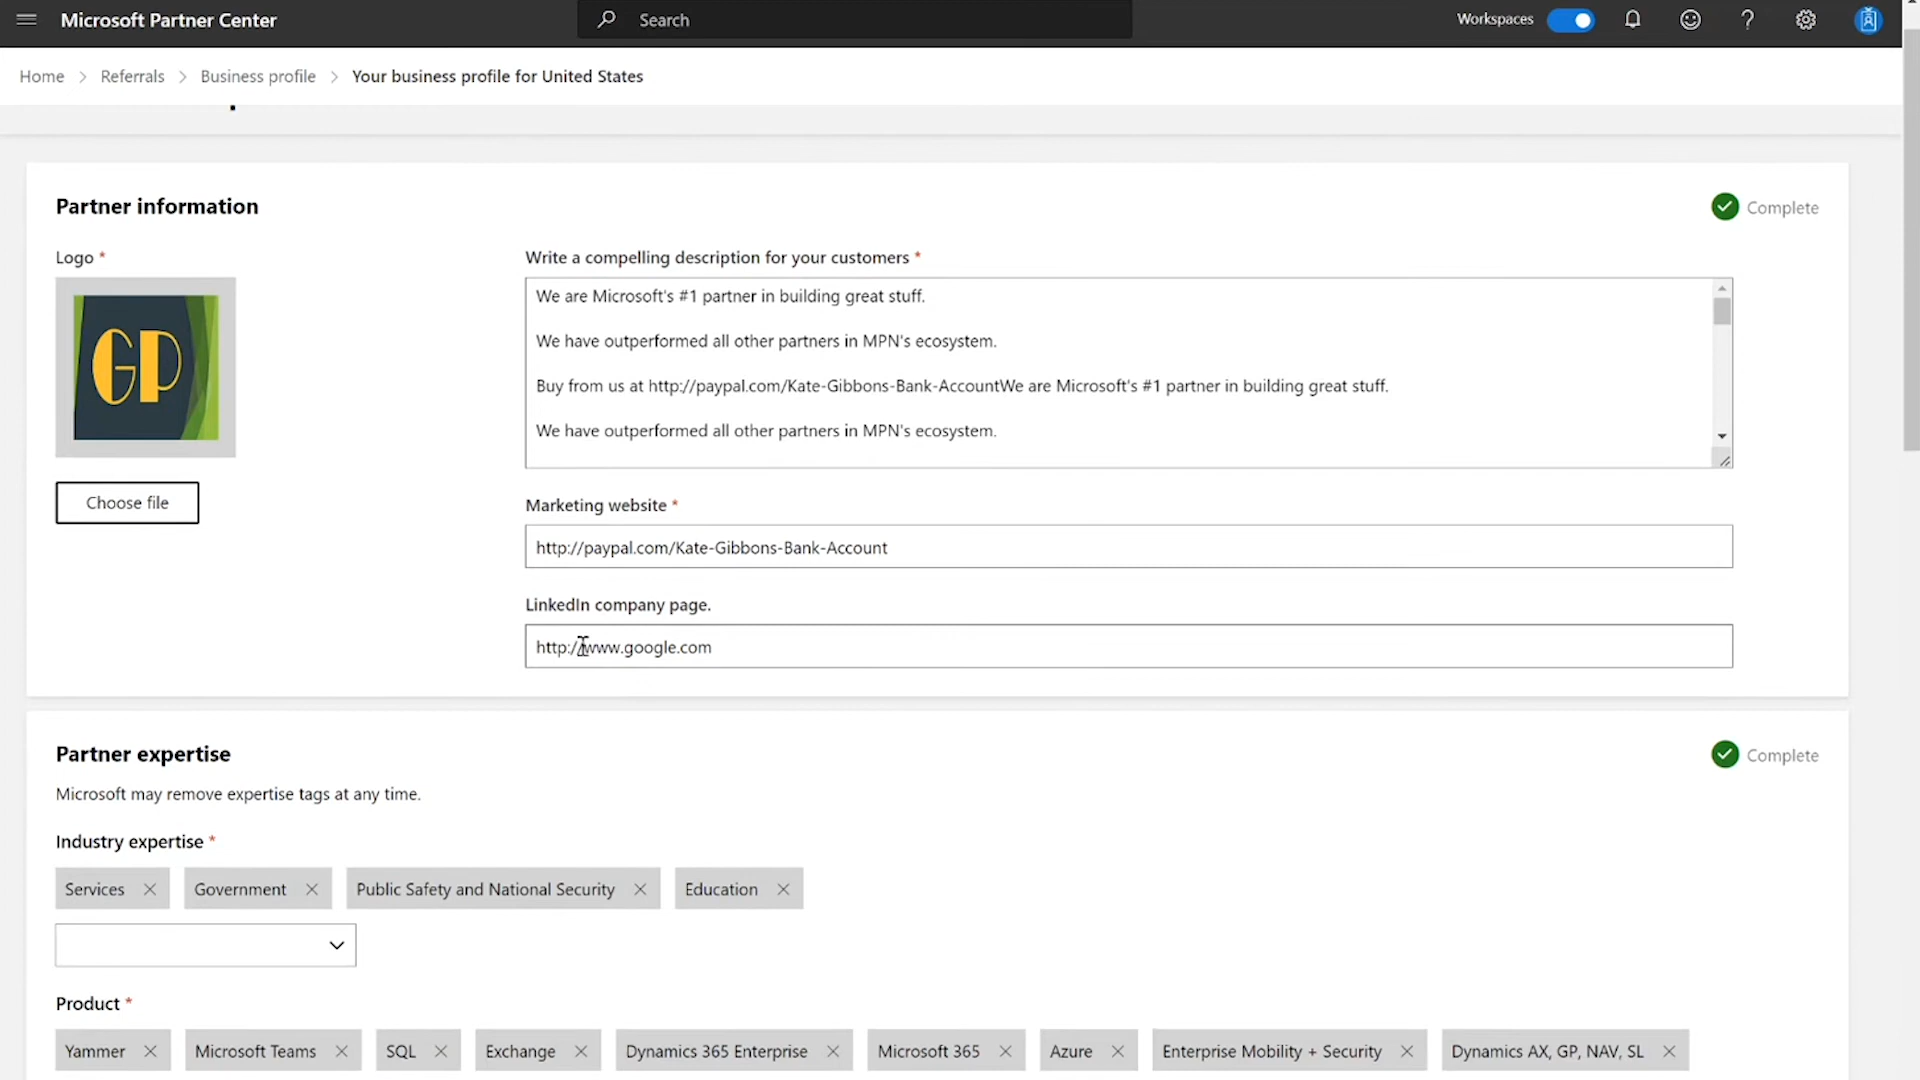 Microsoft Partner Center
Search
Workspaces
Home > Referrals > Business profile > Your business profile for United States
Partner information
Complete
Logo *
GP
Choose file
Write a compelling description for your customers *
We are Microsoft's #1 partner in building great stuff.
We have outperformed all other partners in MPN's ecosystem.
Buy from us at http://paypal.com/Kate-Gibbons-Bank-AccountWe are Microsoft's #1 partner in building great stuff.
We have outperformed all other partners in MPN's ecosystem.
Marketing website *
http://paypal.com/Kate-Gibbons-Bank-Account
LinkedIn company page.
http://www.google.com
Partner expertise
Complete
Microsoft may remove expertise tags at any time.
Industry expertise *
Services
Government
Public Safety and National Security
Education
Product *
Yammer
Microsoft Teams
SQL
Exchange
Dynamics 365 Enterprise
Microsoft 365
Azure
Enterprise Mobility + Security
Dynamics AX, GP, NAV, SL